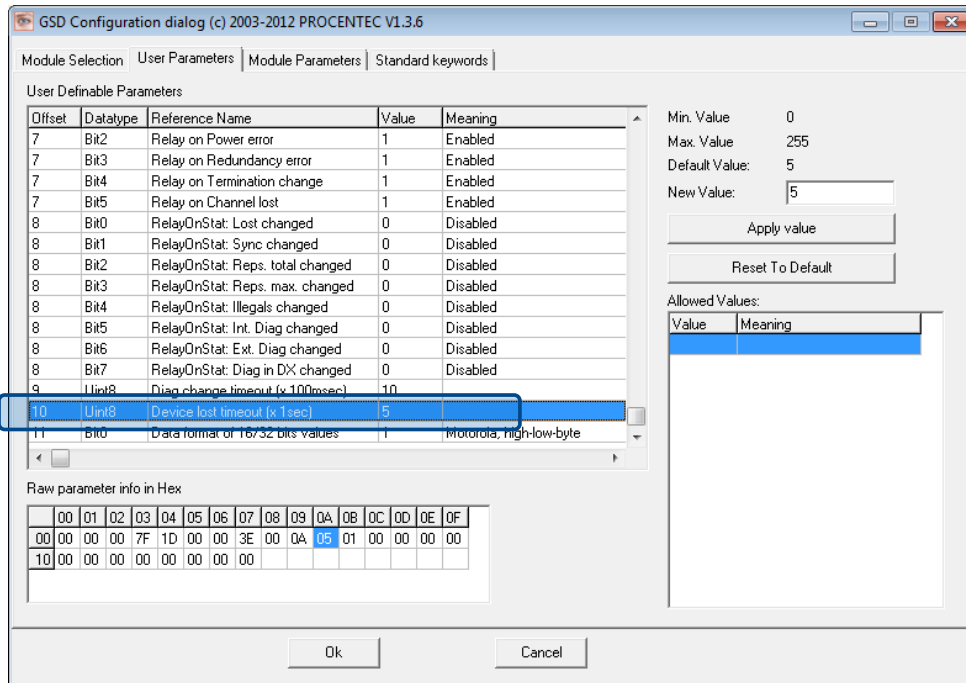 GSD Configuration dialog (c) 2003-2012 PROCENTEC V1.3.6
Module Selection User Parameters Module Parameters Standard keywords
User Definable Parameters
Offset Datatype Reference Name Value Meaning
7 Bit2 Relay on Power error 1 Enabled
7 Bit3 Relay on Redundancy error 1 Enabled
7 Bit4 Relay on Termination change 1 Enabled
7 Bit5 Relay on Channel lost 1 Enabled
8 Bit0 RelayOnStat: Lost changed 0 Disabled
8 Bit1 RelayOnStat: Sync changed 0 Disabled
8 Bit2 RelayOnStat: Reps. total changed 0 Disabled
8 Bit3 RelayOnStat: Reps. max. changed 0 Disabled
8 Bit4 RelayOnStat: Illegals changed 0 Disabled
8 Bit5 RelayOnStat: Int. Diag changed 0 Disabled
8 Bit6 RelayOnStat: Ext. Diag changed 0 Disabled
8 Bit7 RelayOnStat: Diag in DX changed 0 Disabled
9 Uint8 Diag change timeout (x 100msec) 10
10 Uint8 Device lost timeout (x 1sec) 5
11 Bit0 Data format of 16/32 bits values 1 Motorola, high-low-byte
Min. Value 0
Max. Value 255
Default Value: 5
New Value: 5
Apply value
Reset To Default
Allowed Values:
Value Meaning
Raw parameter info in Hex
00 01 02 03 04 05 06 07 08 09 0A 0B 0C 0D 0E 0F
00 00 00 00 7F 1D 00 00 3E 00 0A 05 01 00 00 00 00
10 00 00 00 00 00 00 00 00
Ok Cancel